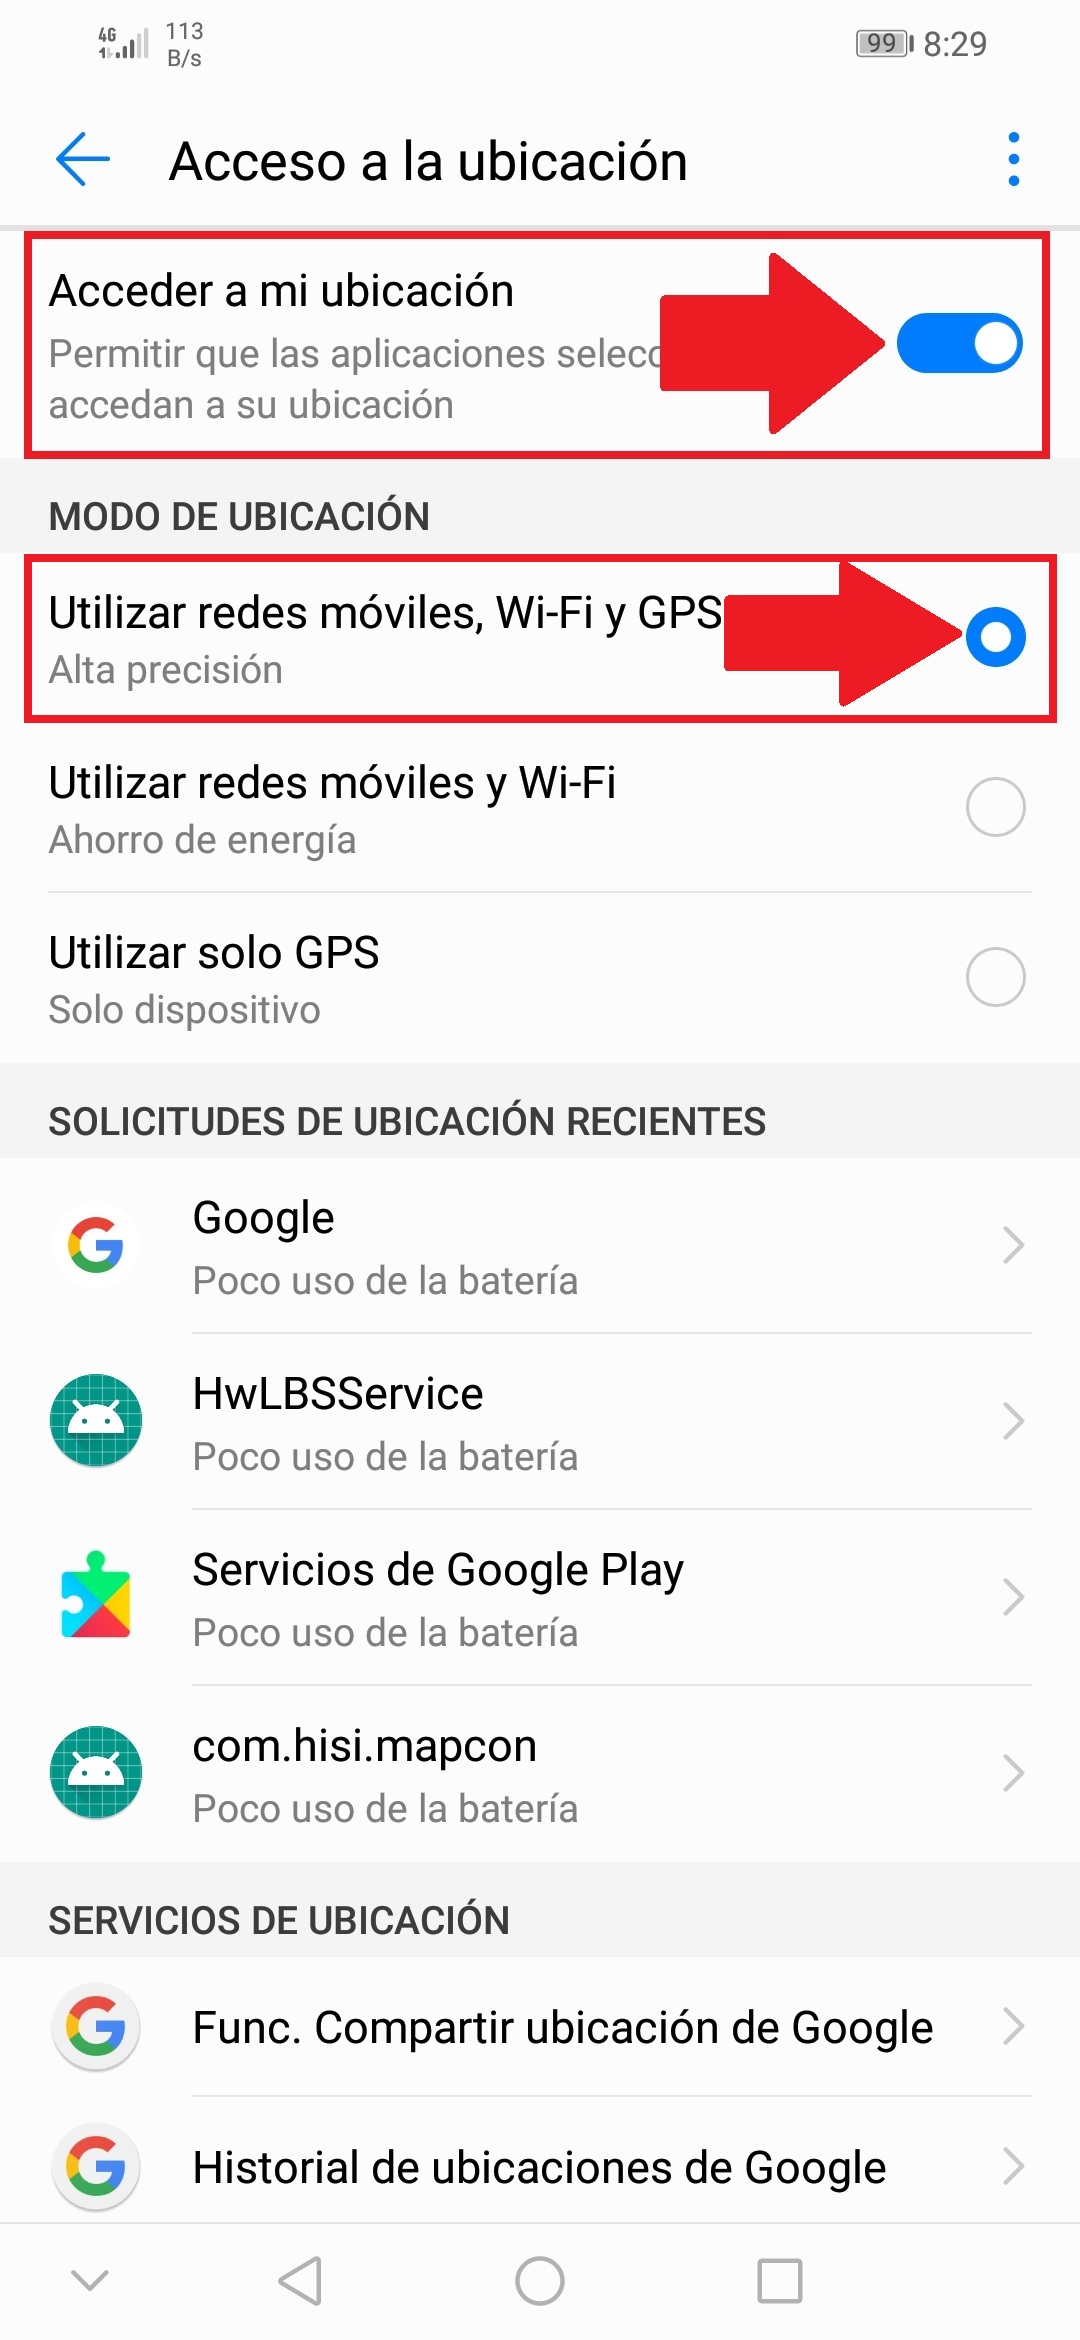 4G
113
B/s
99
8:29
Acceso a la ubicación
Acceder a mi ubicación
Permitir que las aplicaciones
accedan a su ubicación
MODO DE UBICACIÓN
Utilizar redes móviles, Wi-Fi y GPS
Alta precisión
Utilizar redes móviles y Wi-Fi
Ahorro de energía
Utilizar solo GPS
Solo dispositivo
SOLICITUDES DE UBICACIÓN RECIENTES
Google
Poco uso de la batería
HwLBSService
Poco uso de la batería
Servicios de Google Play
Poco uso de la batería
com.hisi.mapcon
Poco uso de la batería
SERVICIOS DE UBICACIÓN
Func. Compartir ubicación de Google
Historial de ubicaciones de Google